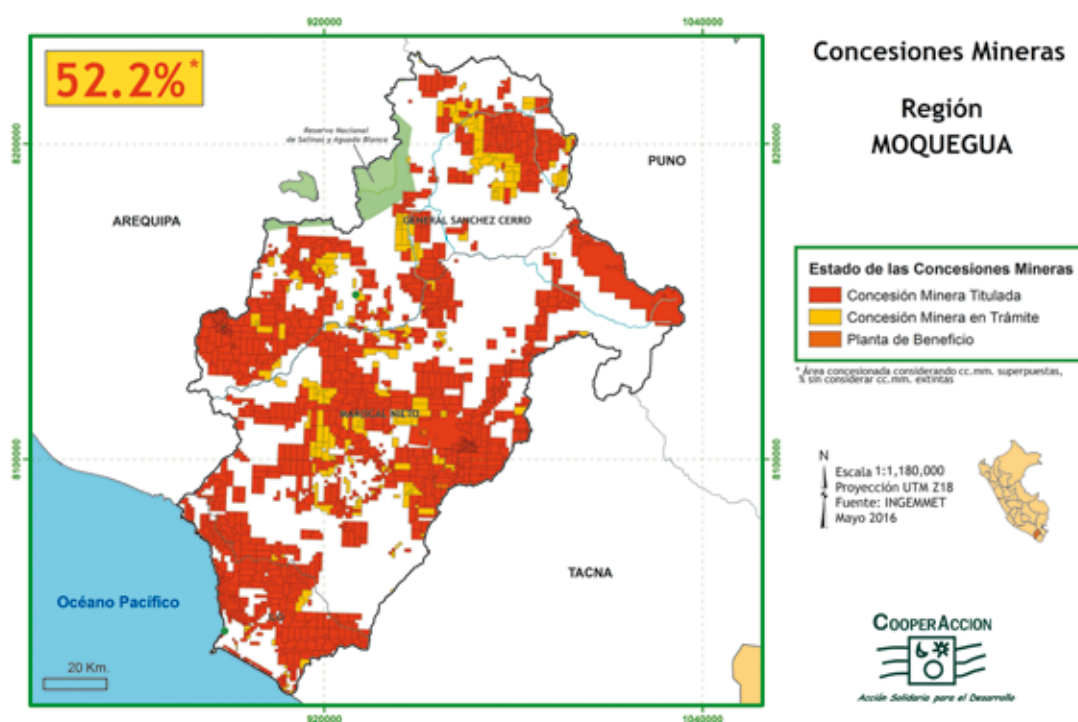 920000
1040000
52.2%*
Concesiones Mineras
Región
MOQUEGUA
Reserva Nacional
de Salinas y Aguada Blanca
8200000
8200000
PUNO
AREQUIPA
GENERAL SANCHEZ CERRO
Estado de las Concesiones Mineras
Concesión Minera Titulada
Concesión Minera en Trámite
Planta de Beneficio
* Área concesionada considerando cc.mm. superpuestas,
% sin considerar cc.mm. extintas
MARISCAL NIETO
8100000
8100000
N
Escala 1:1,180,000
Proyección UTM Z18
Fuente: INGEMMET
Mayo 2016
TACNA
Océano Pacífico
ILO
20 Km.
COOPERACCION
Acción Solidaria para el Desarrollo
920000
1040000